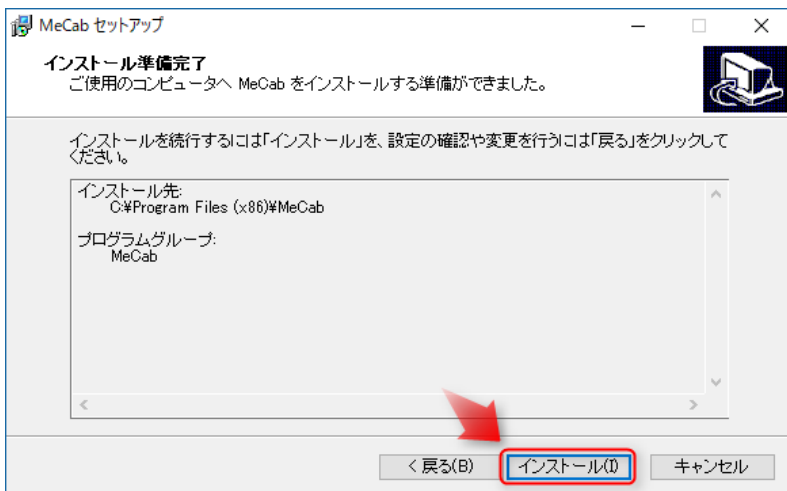 MeCab セットアップ
インストール準備完了
ご使用のコンピュータへ MeCab をインストールする準備ができました。
インストールを続行するには「インストール」を、設定の確認や変更を行うには「戻る」をクリックして
ください。
インストール先:
C:¥Program Files (x86)¥MeCab
プログラムグループ:
MeCab
< 戻る(B)
インストール(I)
キャンセル